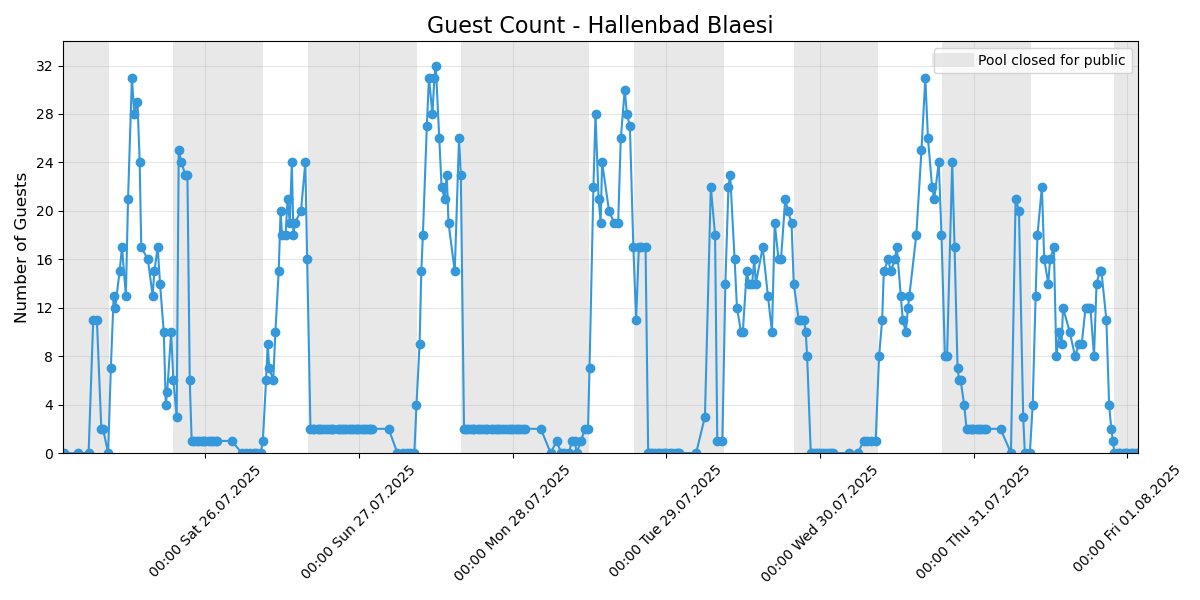 Guest Count - Hallenbad Blaesi
Pool closed for public
Number of Guests
32
28
24
20
16
12
8
4
0
00:00 Sat 26.07.2025
00:00 Sun 27.07.2025
00:00 Mon 28.07.2025
00:00 Tue 29.07.2025
00:00 Wed 30.07.2025
00:00 Thu 31.07.2025
00:00 Fri 01.08.2025